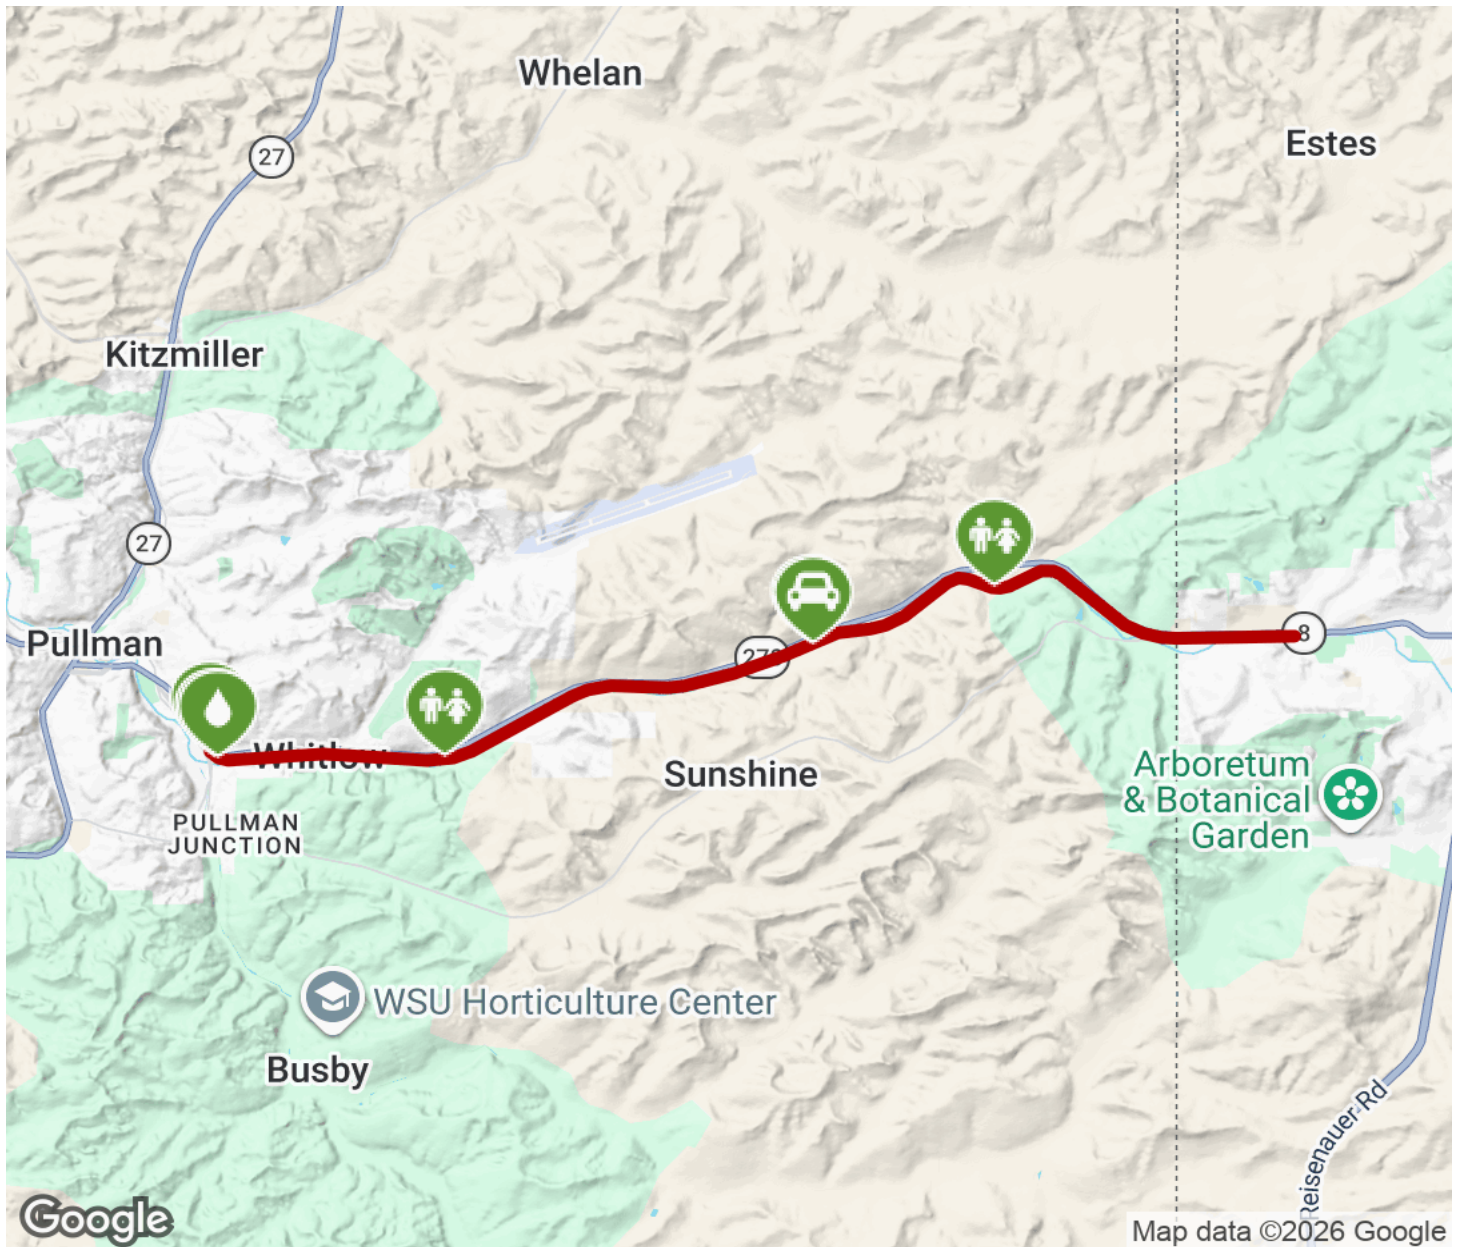 Whelan
Estes
27
Kitzmiller
27
Pullman
8
Whitlow
Sunshine
Arboretum
& Botanical
Garden
PULLMAN
JUNCTION
WSU Horticulture Center
Busby
Reisenauer Rd
Google
Map data ©2026 Google